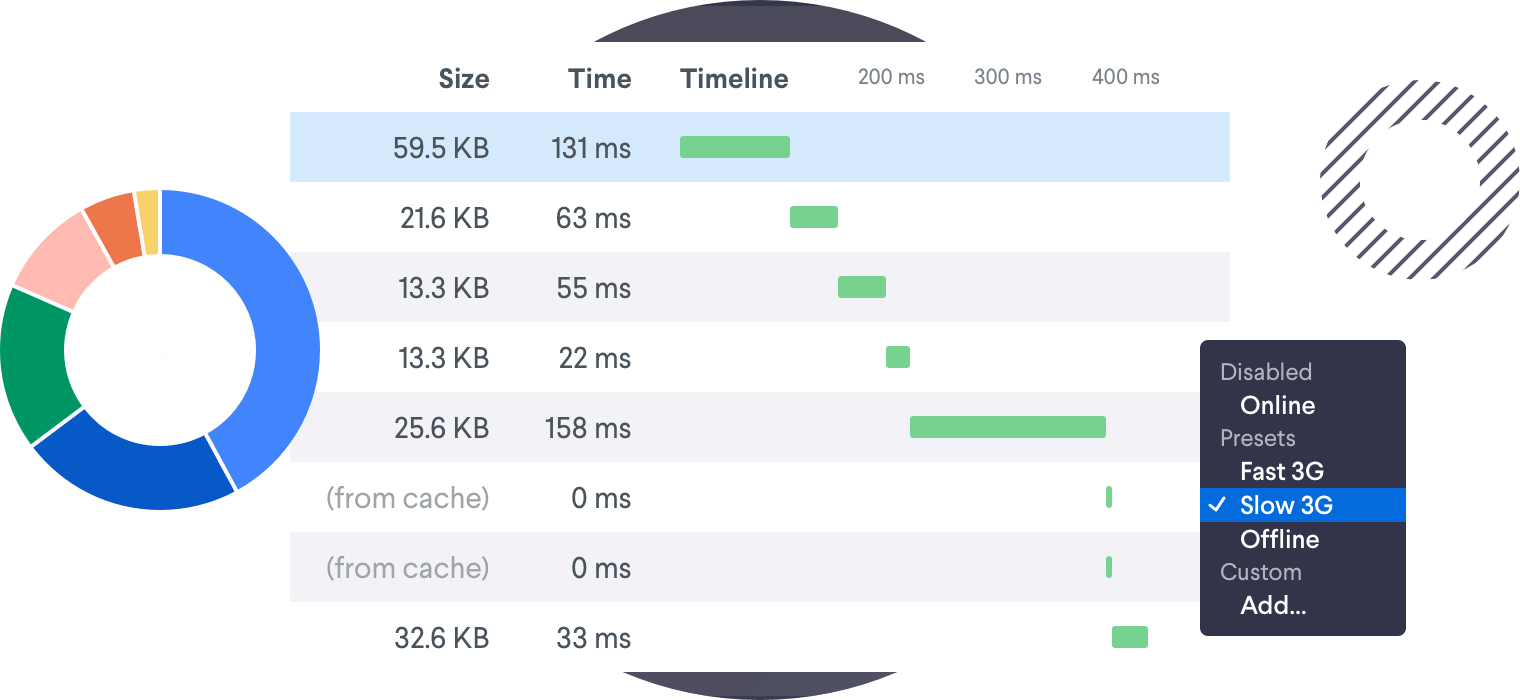 Size Time Timeline 200 ms 300 ms 400 ms
59.5 KB 131 ms
21.6 KB 63 ms
13.3 KB 55 ms
13.3 KB 22 ms
25.6 KB 158 ms
(from cache) 0 ms
(from cache) 0 ms
32.6 KB 33 ms
Disabled
Online
Presets
Fast 3G
✓ Slow 3G
Offline
Custom
Add...